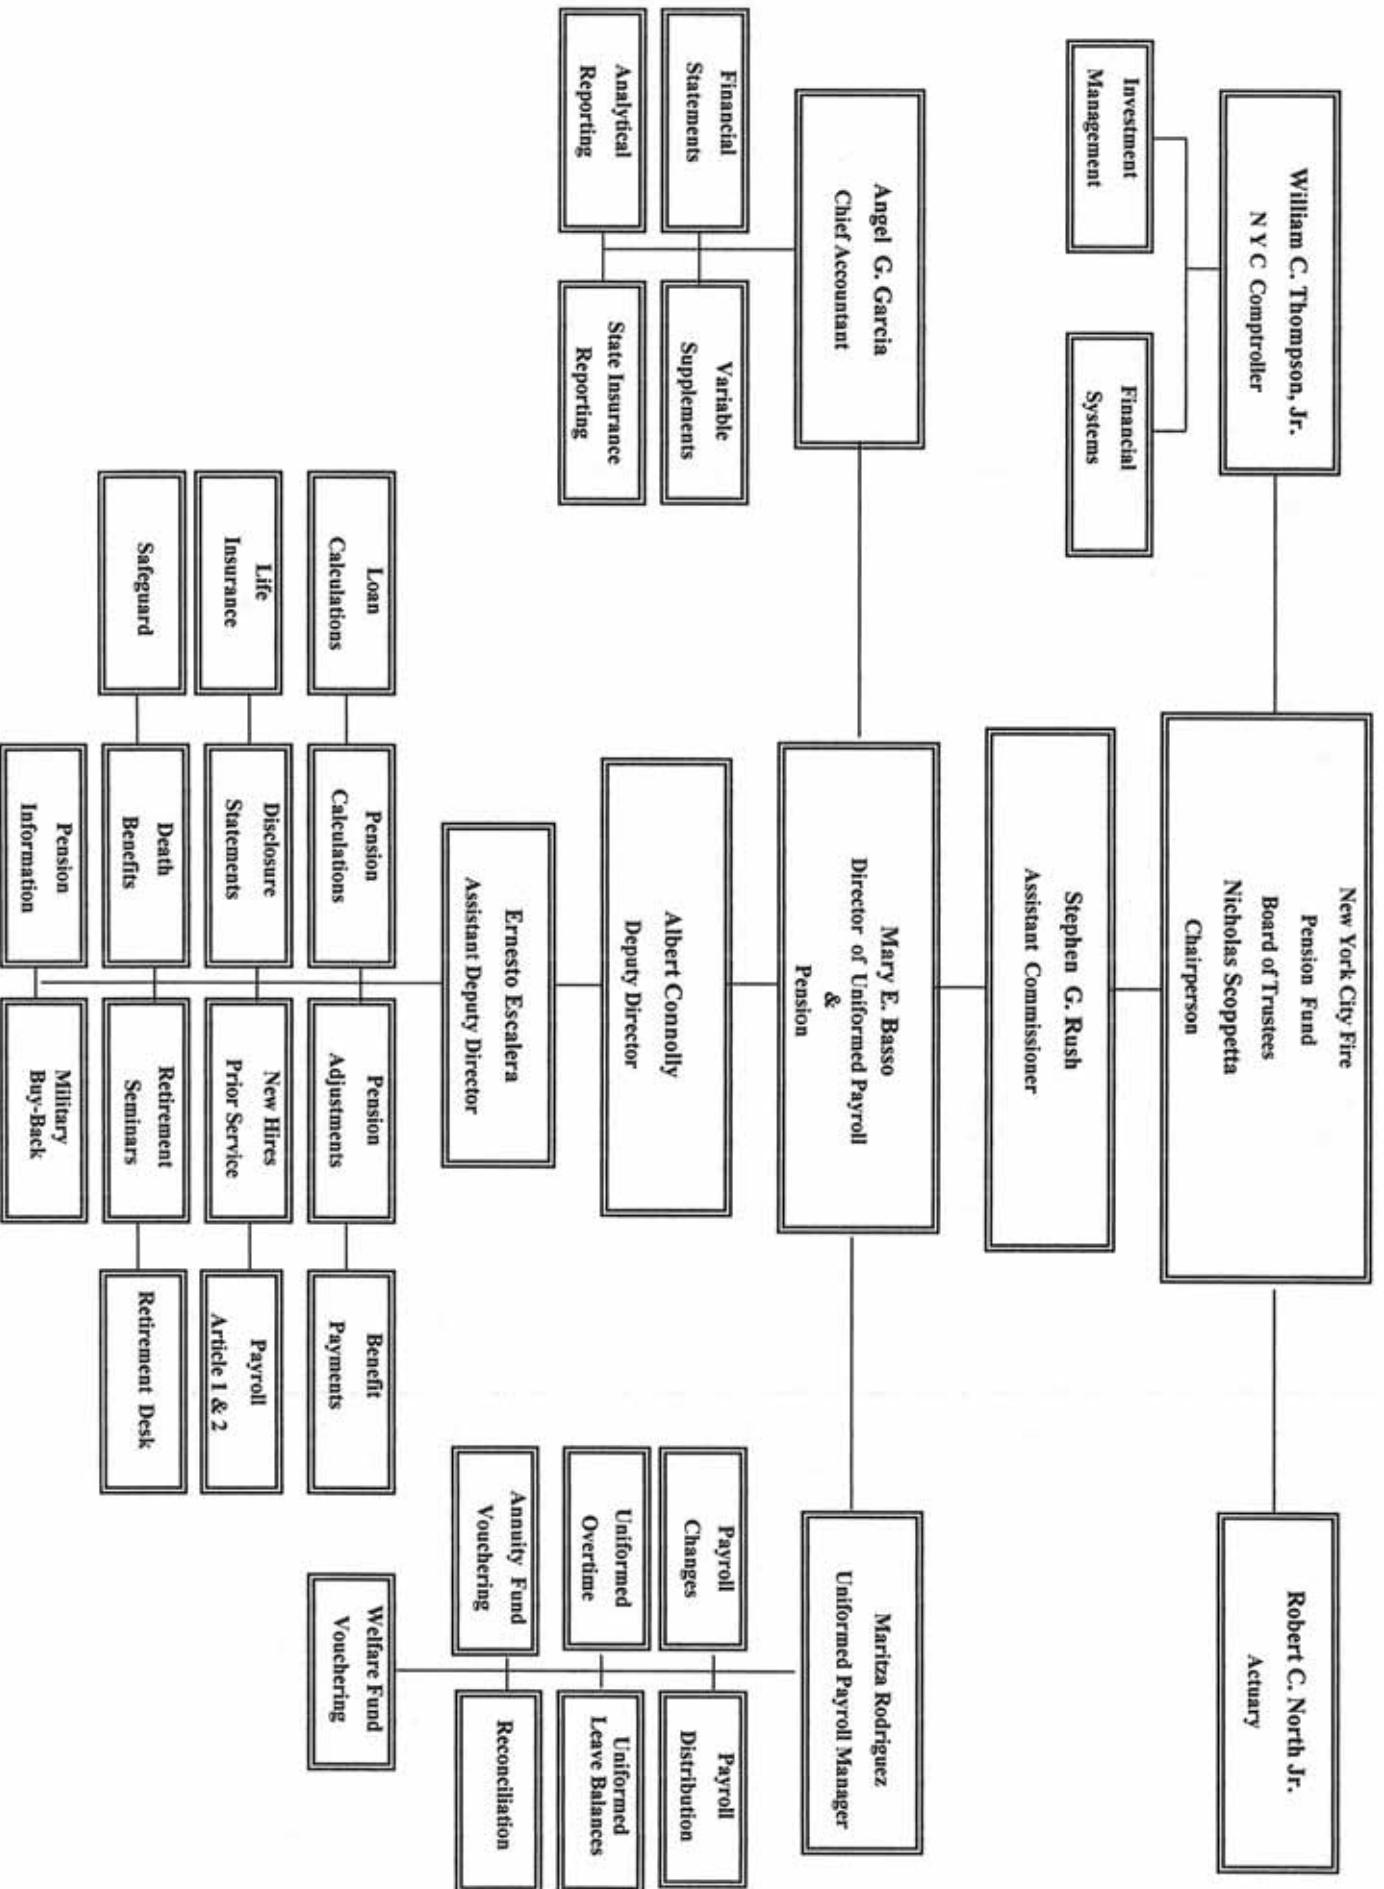 New York City Fire
Pension Fund
Board of Trustees
Nicholas Scoppetta
Chairperson
William C. Thompson, Jr.
N Y C Comptroller
Robert C. North Jr.
Actuary
Investment
Management
Financial
Systems
Stephen G. Rush
Assistant Commissioner
Angel G. Garcia
Chief Accountant
Mary E. Basso
Director of Uniformed Payroll
&
Pension
Maritza Rodriguez
Uniformed Payroll Manager
Financial
Statements
Variable
Supplements
Analytical
Reporting
State Insurance
Reporting
Albert Connolly
Deputy Director
Payroll
Changes
Payroll
Distribution
Uniformed
Overtime
Uniformed
Leave Balances
Annuity Fund
Vouchering
Reconciliation
Welfare Fund
Vouchering
Ernesto Escalera
Assistant Deputy Director
Loan
Calculations
Pension
Calculations
Pension
Adjustments
Benefit
Payments
Life
Insurance
Disclosure
Statements
New Hires
Prior Service
Payroll
Article 1 & 2
Safeguard
Death
Benefits
Retirement
Seminars
Retirement Desk
Pension
Information
Military
Buy-Back